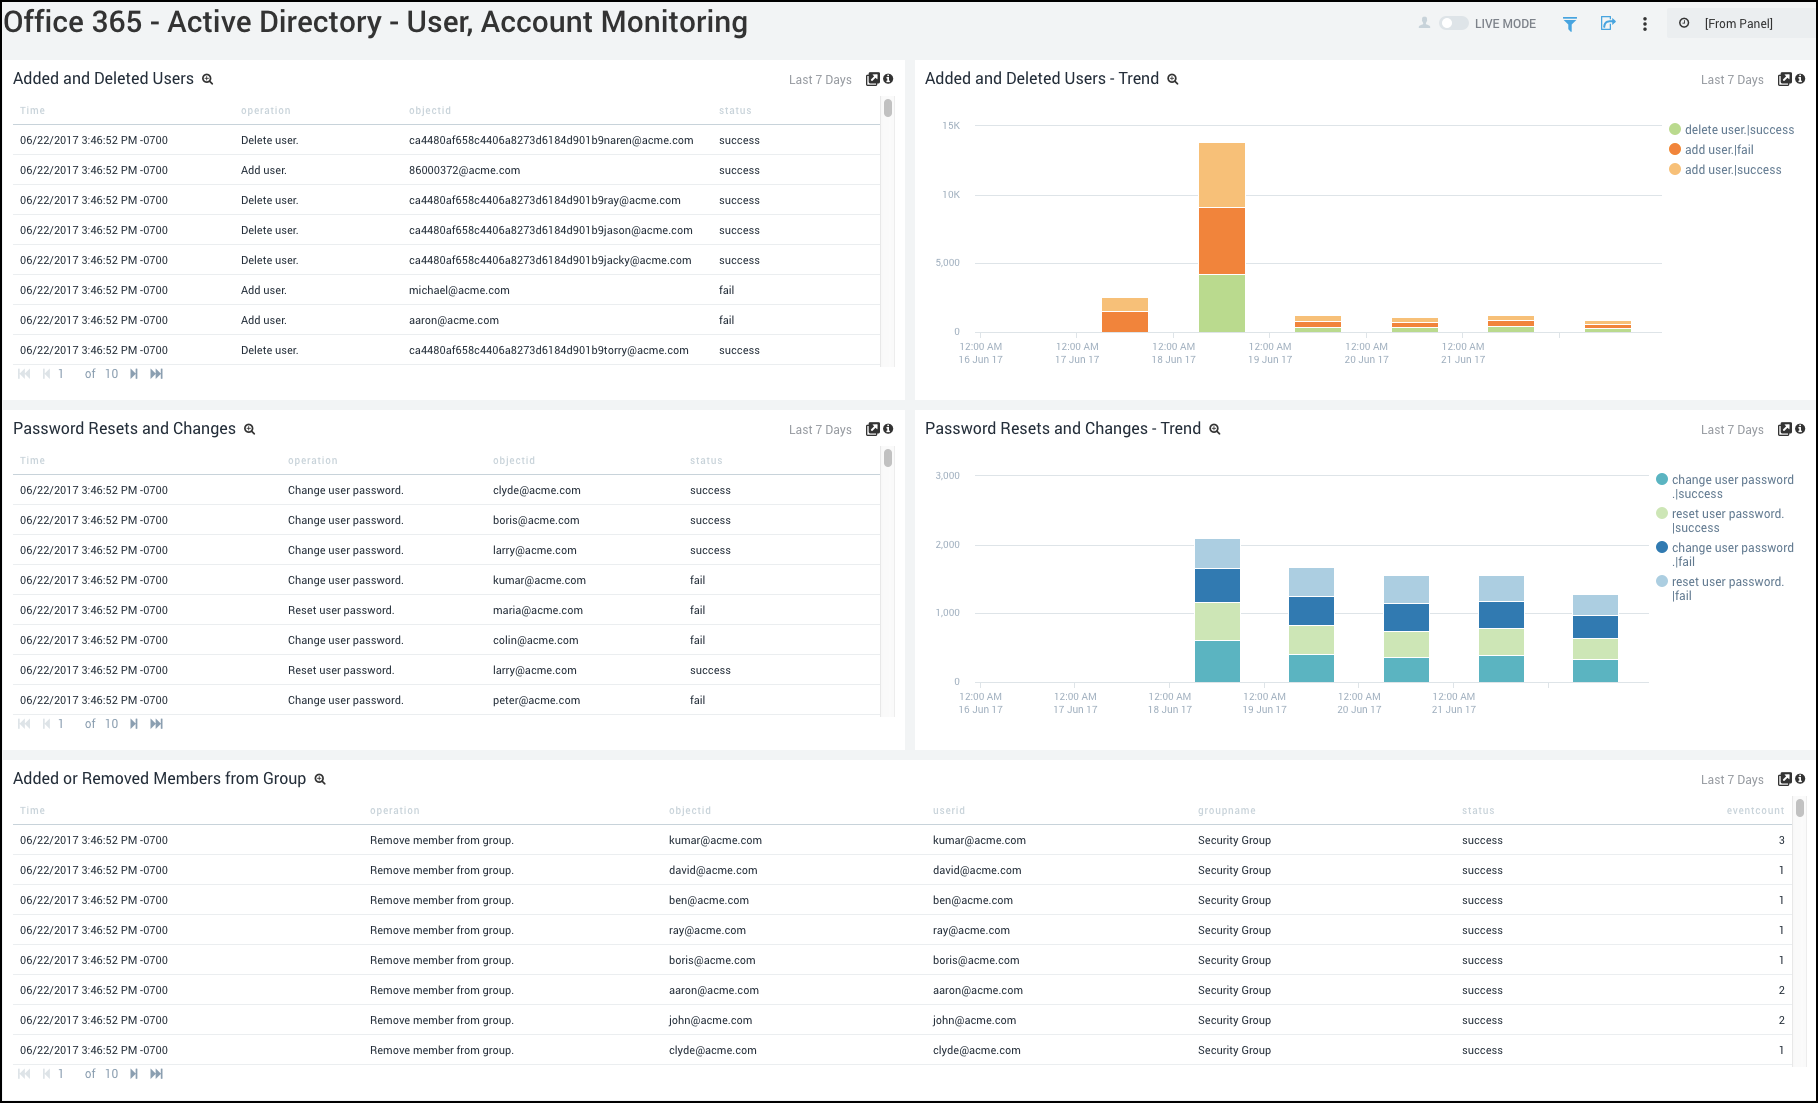 Office 365 - Active Directory - User, Account Monitoring
LIVE MODE
[From Panel]
Added and Deleted Users
Last 7 Days
Time operation objectid status
06/22/2017 3:46:52 PM -0700 Delete user. ca4480af658c4406a8273d6184d901b9naren@acme.com success
06/22/2017 3:46:52 PM -0700 Add user. 86000372@acme.com success
06/22/2017 3:46:52 PM -0700 Delete user. ca4480af658c4406a8273d6184d901b9ray@acme.com success
06/22/2017 3:46:52 PM -0700 Delete user. ca4480af658c4406a8273d6184d901b9jason@acme.com success
06/22/2017 3:46:52 PM -0700 Delete user. ca4480af658c4406a8273d6184d901b9jacky@acme.com success
06/22/2017 3:46:52 PM -0700 Add user. michael@acme.com fail
06/22/2017 3:46:52 PM -0700 Add user. aaron@acme.com fail
06/22/2017 3:46:52 PM -0700 Delete user. ca4480af658c4406a8273d6184d901b9torry@acme.com success
1 of 10
Added and Deleted Users - Trend
Last 7 Days
15K
10K
5,000
0
12:00 AM 12:00 AM 12:00 AM 12:00 AM 12:00 AM 12:00 AM
16 Jun 17 17 Jun 17 18 Jun 17 19 Jun 17 20 Jun 17 21 Jun 17
delete user.|success
add user.|fail
add user.|success
Password Resets and Changes
Last 7 Days
Time operation objectid status
06/22/2017 3:46:52 PM -0700 Change user password. clyde@acme.com success
06/22/2017 3:46:52 PM -0700 Change user password. boris@acme.com success
06/22/2017 3:46:52 PM -0700 Change user password. larry@acme.com success
06/22/2017 3:46:52 PM -0700 Change user password. kumar@acme.com fail
06/22/2017 3:46:52 PM -0700 Reset user password. maria@acme.com fail
06/22/2017 3:46:52 PM -0700 Change user password. colin@acme.com fail
06/22/2017 3:46:52 PM -0700 Reset user password. larry@acme.com success
06/22/2017 3:46:52 PM -0700 Change user password. peter@acme.com fail
1 of 10
Password Resets and Changes - Trend
Last 7 Days
3,000
2,000
1,000
0
12:00 AM 12:00 AM 12:00 AM 12:00 AM 12:00 AM 12:00 AM
16 Jun 17 17 Jun 17 18 Jun 17 19 Jun 17 20 Jun 17 21 Jun 17
change user password
.|success
reset user password.
|success
change user password
.|fail
reset user password.
|fail
Added or Removed Members from Group
Last 7 Days
Time operation objectid userid groupname status eventcount
06/22/2017 3:46:52 PM -0700 Remove member from group. kumar@acme.com kumar@acme.com Security Group success 3
06/22/2017 3:46:52 PM -0700 Remove member from group. david@acme.com david@acme.com Security Group success 1
06/22/2017 3:46:52 PM -0700 Remove member from group. ben@acme.com ben@acme.com Security Group success 1
06/22/2017 3:46:52 PM -0700 Remove member from group. ray@acme.com ray@acme.com Security Group success 1
06/22/2017 3:46:52 PM -0700 Remove member from group. boris@acme.com boris@acme.com Security Group success 1
06/22/2017 3:46:52 PM -0700 Remove member from group. aaron@acme.com aaron@acme.com Security Group success 2
06/22/2017 3:46:52 PM -0700 Remove member from group. john@acme.com john@acme.com Security Group success 2
06/22/2017 3:46:52 PM -0700 Remove member from group. clyde@acme.com clyde@acme.com Security Group success 1
1 of 10